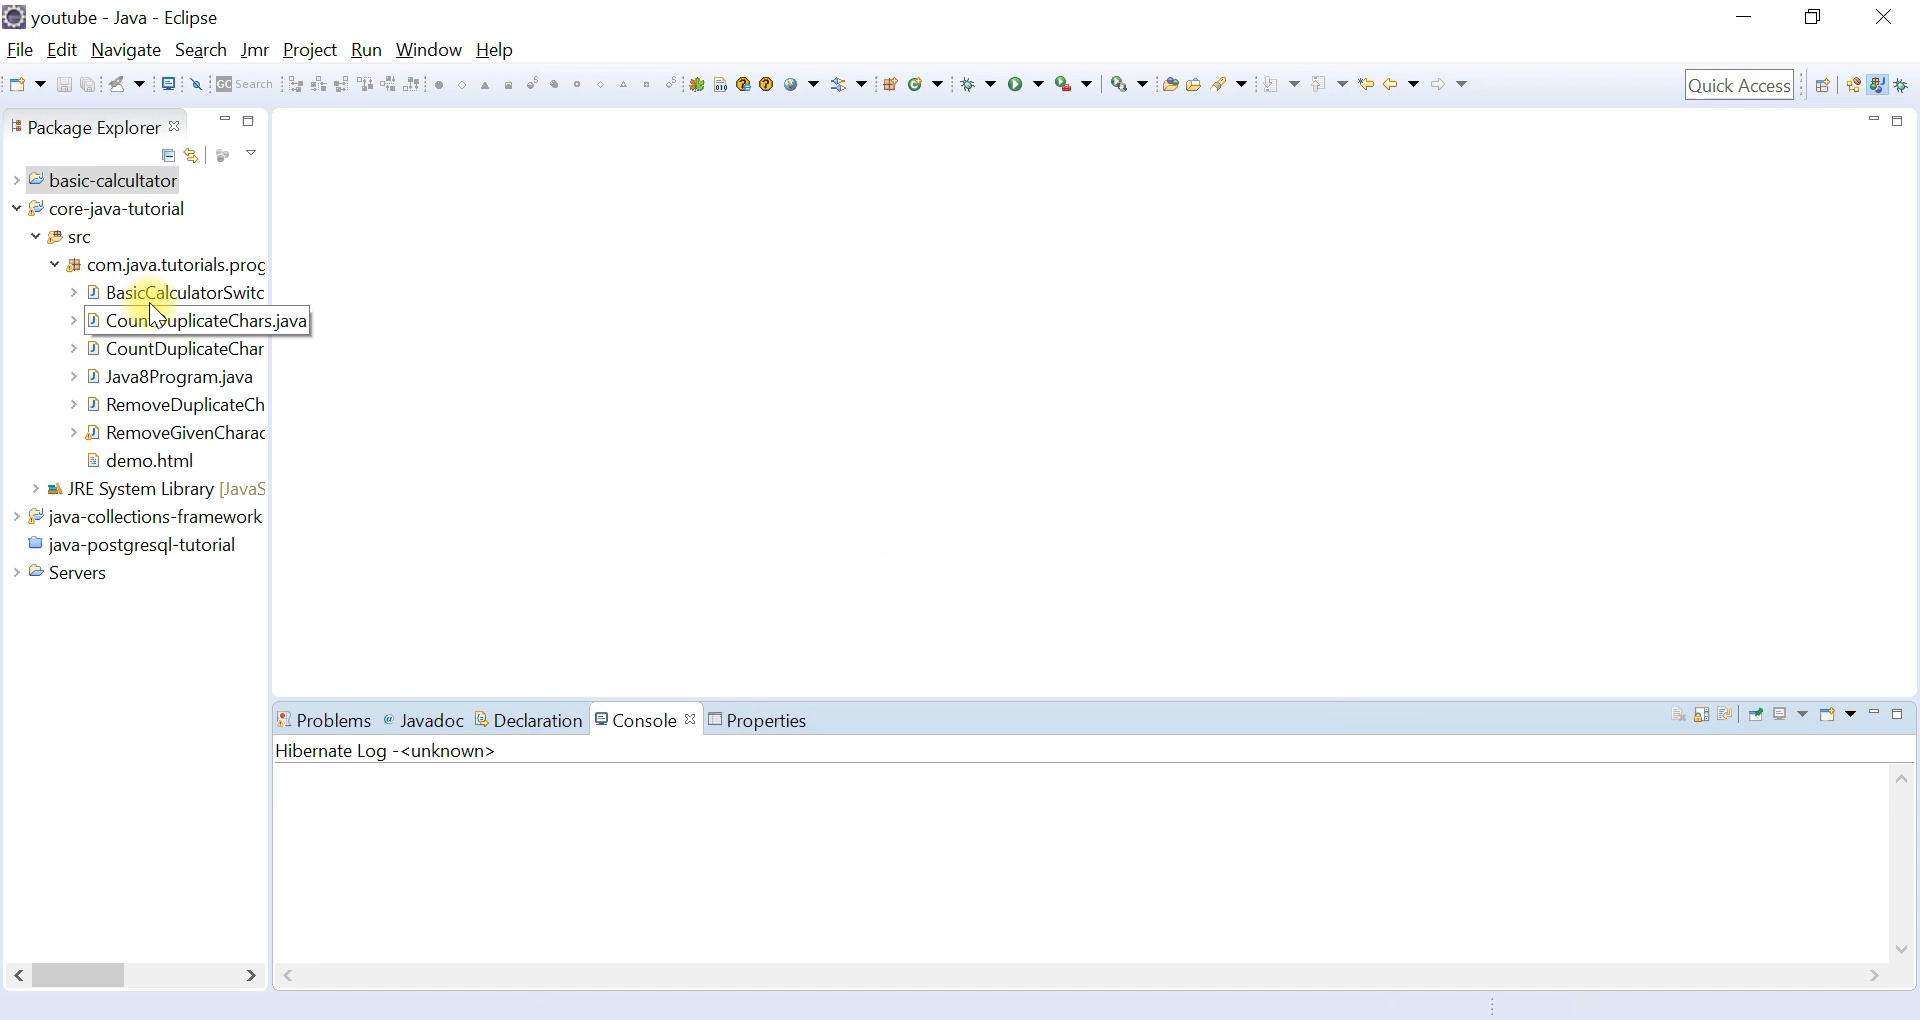 youtube - Java - Eclipse
File Edit Navigate Search Jmr Project Run Window Help
GC Search
010
Quick Access
Package Explorer
basic-calcultator
core-java-tutorial
src
com.java.tutorials.prog
BasicCalculatorSwitc
CountDuplicateChars.java
CountDuplicateChar
Java8Program.java
RemoveDuplicateCh
RemoveGivenCharac
demo.html
JRE System Library [JavaS
java-collections-framework
java-postgresql-tutorial
Servers
Problems @ Javadoc Declaration Console Properties
Hibernate Log -<unknown>